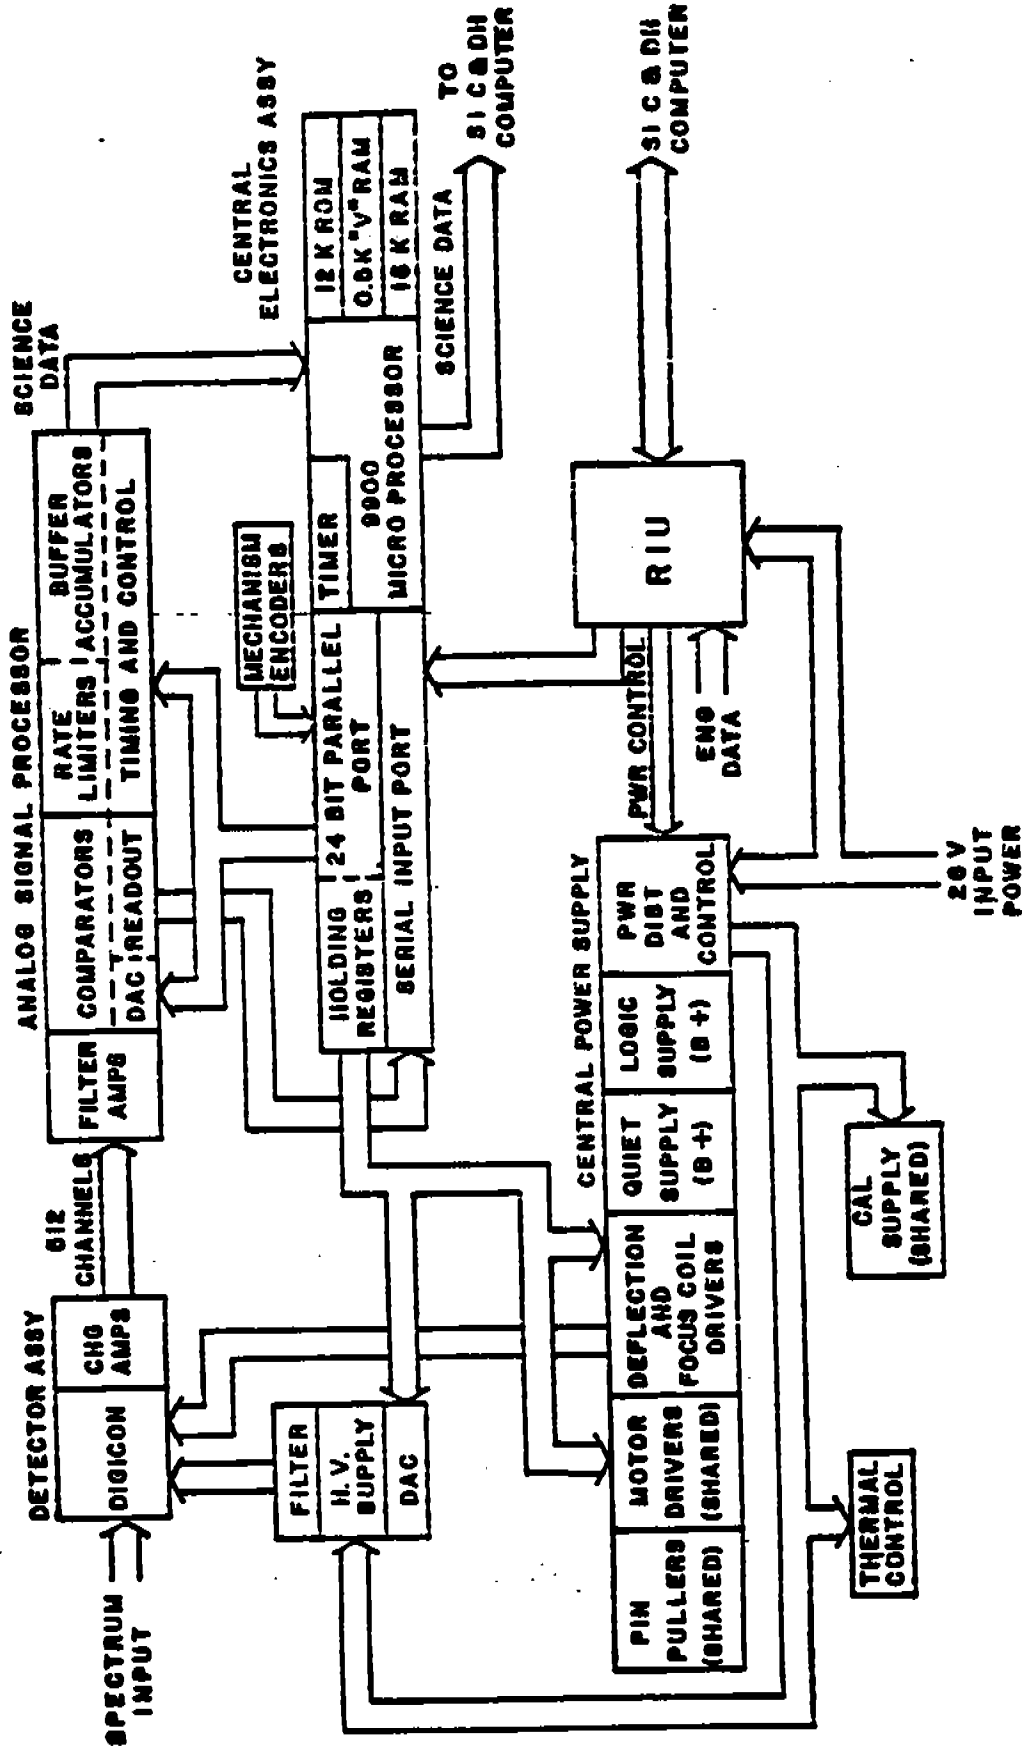 SPECTRUM
INPUT
DETECTOR ASSY
DIGICON
CHG
AMPS
512
CHANNELS
ANALOG SIGNAL PROCESSOR
FILTER
AMPS
COMPARATORS
DAC
READOUT
RATE
LIMITERS
BUFFER
ACCUMULATORS
TIMING AND CONTROL
SCIENCE
DATA
FILTER
H.V.
SUPPLY
DAC
MECHANISM
ENCODERS
CENTRAL
ELECTRONICS ASSY
HOLDING
REGISTERS
24 BIT PARALLEL
PORT
SERIAL INPUT PORT
TIMER
9900
MICRO PROCESSOR
12 K ROM
0.5K "V" RAM
16 K RAM
SCIENCE DATA
TO
SI C & DH
COMPUTER
CENTRAL POWER SUPPLY
PIN
PULLERS
(SHARED)
MOTOR
DRIVERS
(SHARED)
DEFLECTION
AND
FOCUS COIL
DRIVERS
QUIET
SUPPLY
(B+)
LOGIC
SUPPLY
(B+)
PWR
DIST
AND
CONTROL
PWR CONTROL
RIU
ENG
DATA
SI C & DH
COMPUTER
THERMAL
CONTROL
CAL
SUPPLY
(SHARED)
28 V
INPUT
POWER